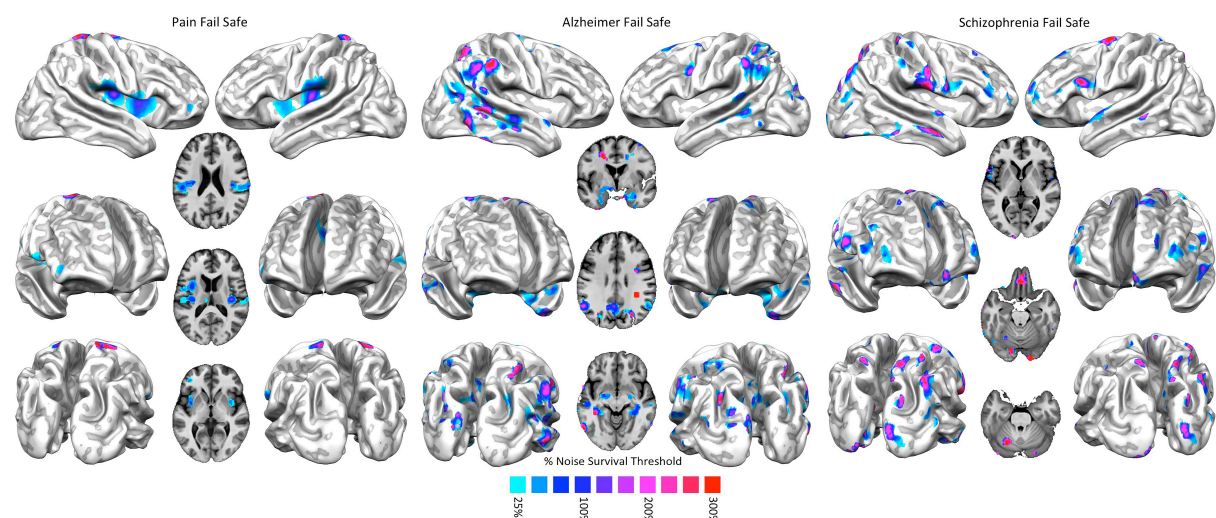 Pain Fail Safe
Alzheimer Fail Safe
Schizophrenia Fail Safe
% Noise Survival Threshold
25%
100%
200%
300%